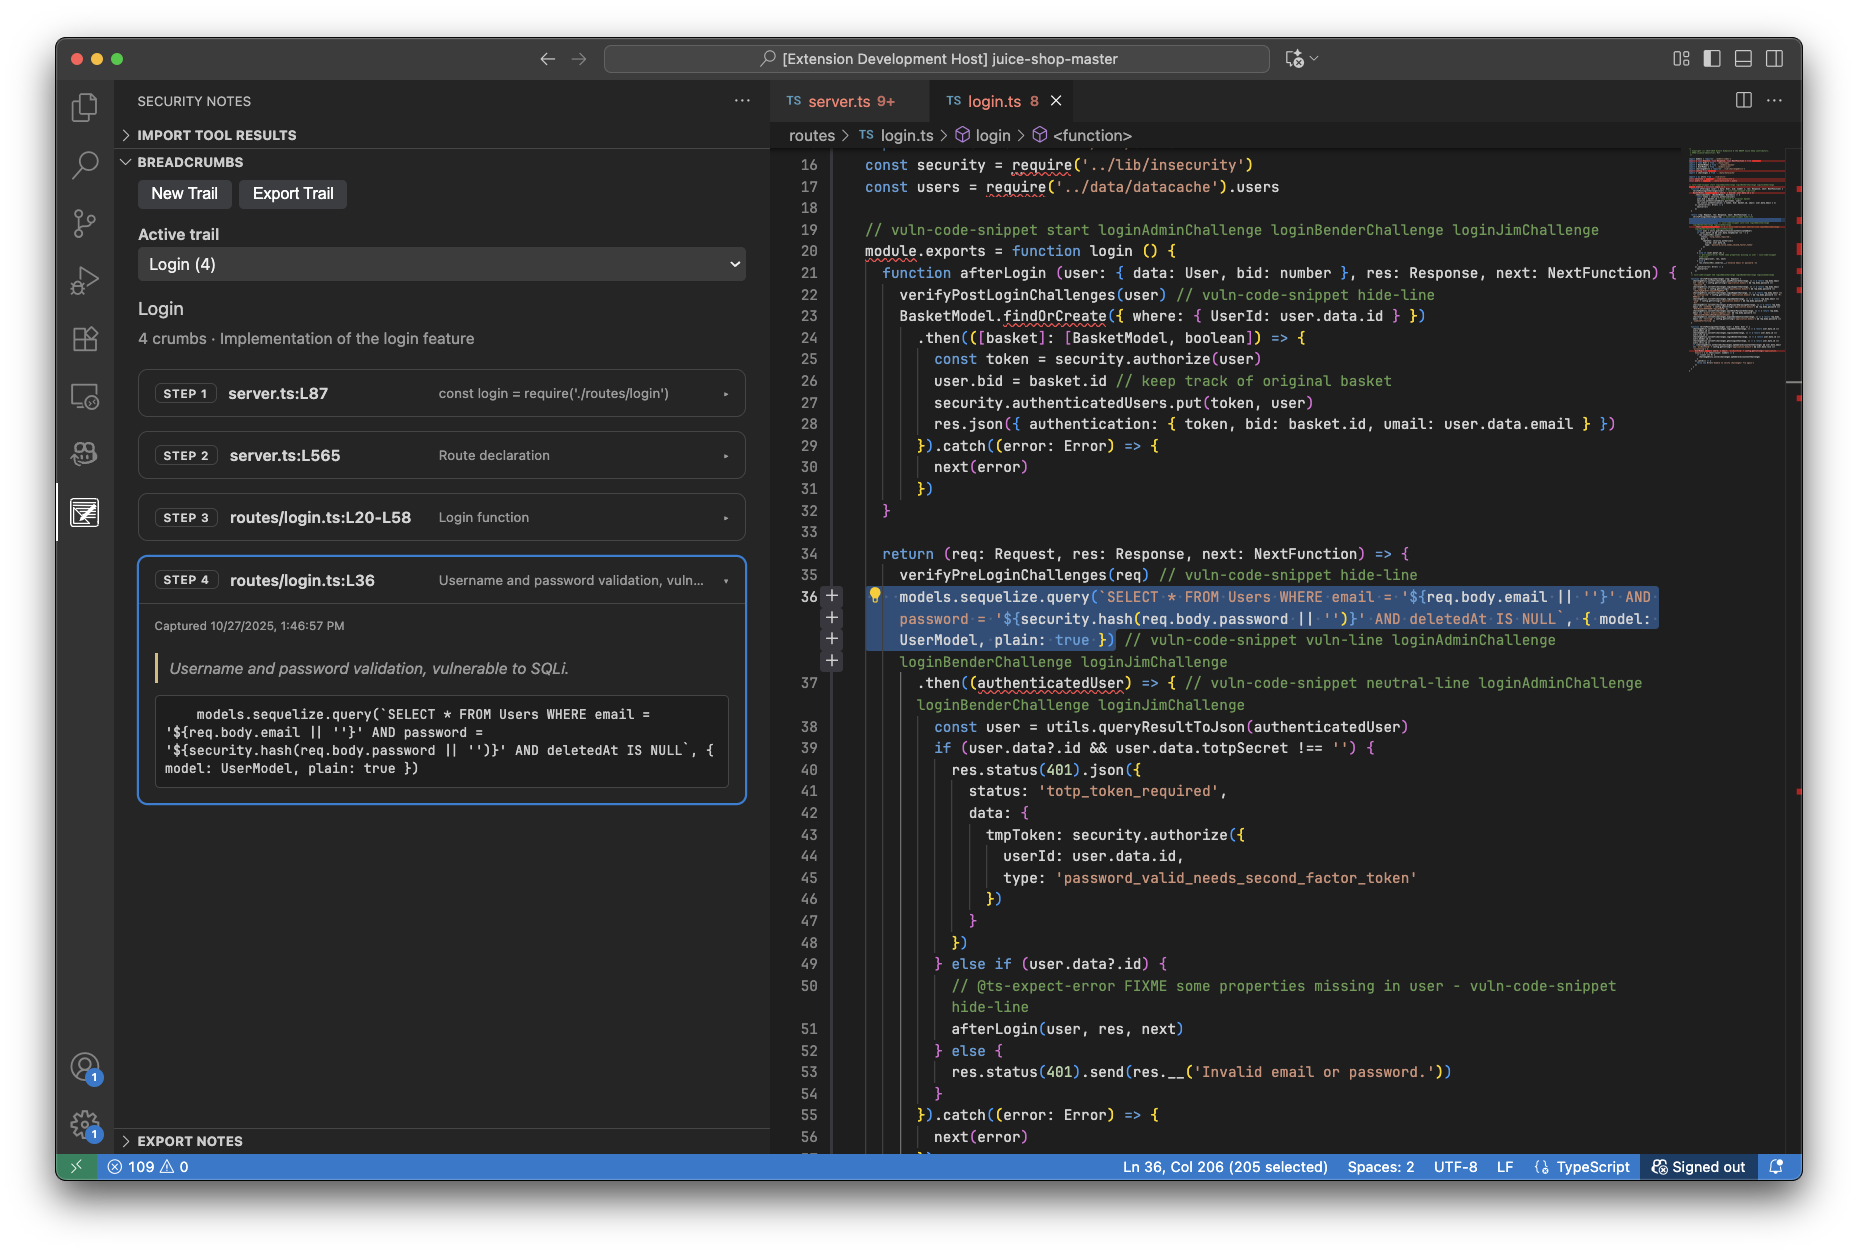 [Extension Development Host] juice-shop-master
SECURITY NOTES
IMPORT TOOL RESULTS
BREADCRUMBS
New Trail
Export Trail
Active trail
Login (4)
Login
4 crumbs · Implementation of the login feature
STEP 1 server.ts:L87 const login = require('./routes/login')
STEP 2 server.ts:L565 Route declaration
STEP 3 routes/login.ts:L20-L58 Login function
STEP 4 routes/login.ts:L36 Username and password validation, vuln...
Captured 10/27/2025, 1:46:57 PM
Username and password validation, vulnerable to SQLi.
models.sequelize.query(`SELECT * FROM Users WHERE email =
'${req.body.email || ''}' AND password =
'${security.hash(req.body.password || '')}' AND deletedAt IS NULL`, {
model: UserModel, plain: true })
EXPORT NOTES
1
1
TS server.ts 9+
TS login.ts 8
routes > TS login.ts > login > <function>
16 const security = require('../lib/insecurity')
17 const users = require('../data/datacache').users
18
19 // vuln-code-snippet start loginAdminChallenge loginBenderChallenge loginJimChallenge
20 module.exports = function login () {
21 function afterLogin (user: { data: User, bid: number }, res: Response, next: NextFunction) {
22 verifyPostLoginChallenges(user) // vuln-code-snippet hide-line
23 BasketModel.findOrCreate({ where: { UserId: user.data.id } })
24 .then(([basket]: [BasketModel, boolean]) => {
25 const token = security.authorize(user)
26 user.bid = basket.id // keep track of original basket
27 security.authenticatedUsers.put(token, user)
28 res.json({ authentication: { token, bid: basket.id, umail: user.data.email } })
29 }).catch((error: Error) => {
30 next(error)
31 })
32 }
33
34 return (req: Request, res: Response, next: NextFunction) => {
35 verifyPreLoginChallenges(req) // vuln-code-snippet hide-line
36 models.sequelize.query(`SELECT * FROM Users WHERE email = '${req.body.email || ''}' AND
password = '${security.hash(req.body.password || '')}' AND deletedAt IS NULL`, { model:
UserModel, plain: true }) // vuln-code-snippet vuln-line loginAdminChallenge
loginBenderChallenge loginJimChallenge
37 .then((authenticatedUser) => { // vuln-code-snippet neutral-line loginAdminChallenge
loginBenderChallenge loginJimChallenge
38 const user = utils.queryResultToJson(authenticatedUser)
39 if (user.data?.id && user.data.totpSecret !== '') {
40 res.status(401).json({
41 status: 'totp_token_required',
42 data: {
43 tmpToken: security.authorize({
44 userId: user.data.id,
45 type: 'password_valid_needs_second_factor_token'
46 })
47 }
48 })
49 } else if (user.data?.id) {
50 // @ts-expect-error FIXME some properties missing in user - vuln-code-snippet
hide-line
51 afterLogin(user, res, next)
52 } else {
53 res.status(401).send(res.__('Invalid email or password.'))
54 }
55 }).catch((error: Error) => {
56 next(error)
109 0
Ln 36, Col 206 (205 selected) Spaces: 2 UTF-8 LF TypeScript Signed out